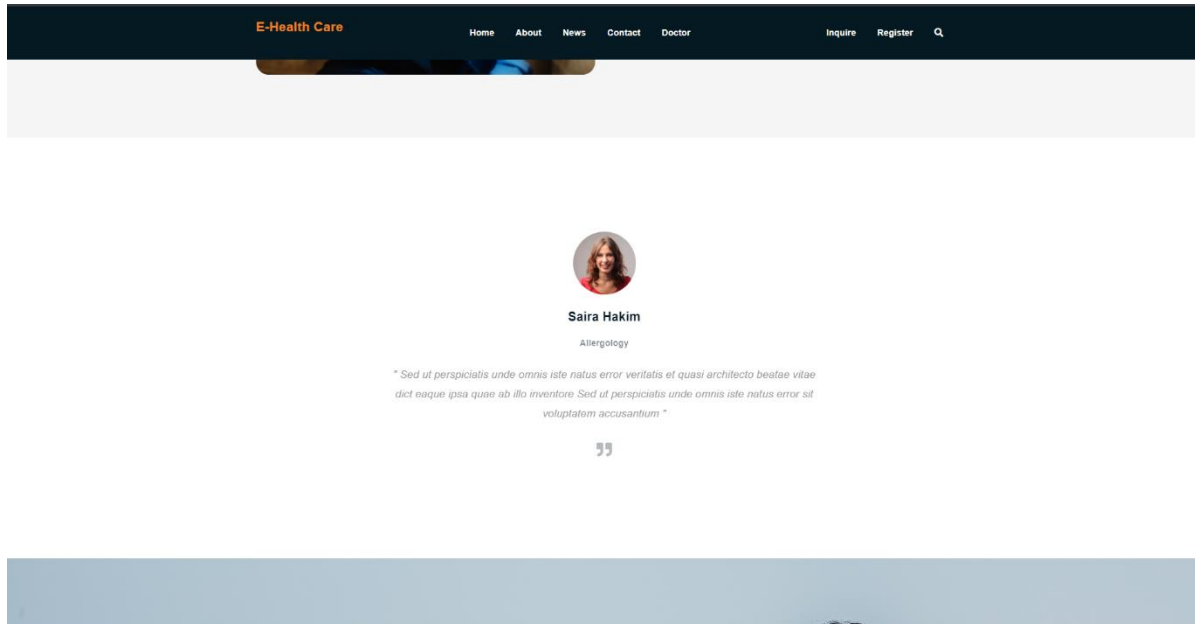 E-Health Care
Home About News Contact Doctor Inquire Register
Saira Hakim
Allergology
" Sed ut perspiciatis unde omnis iste natus error veritatis et quasi architecto beatae vitae
dict eaque ipsa quae ab illo inventore Sed ut perspiciatis unde omnis iste natus error sit
voluptatem accusantium "